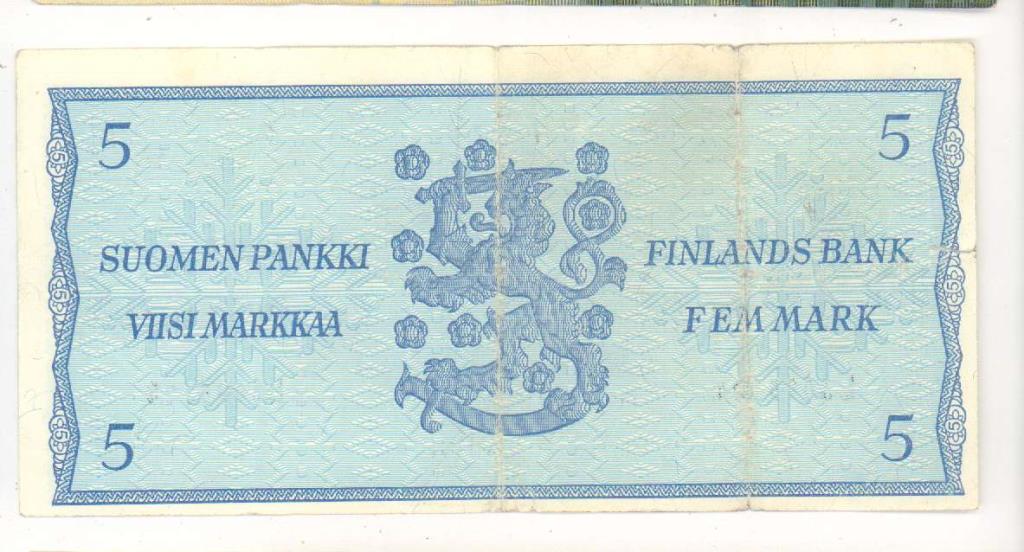 5
5
SUOMEN PANKKI
FINLANDS BANK
VIISI MARKKAA
FEM MARK
5
5